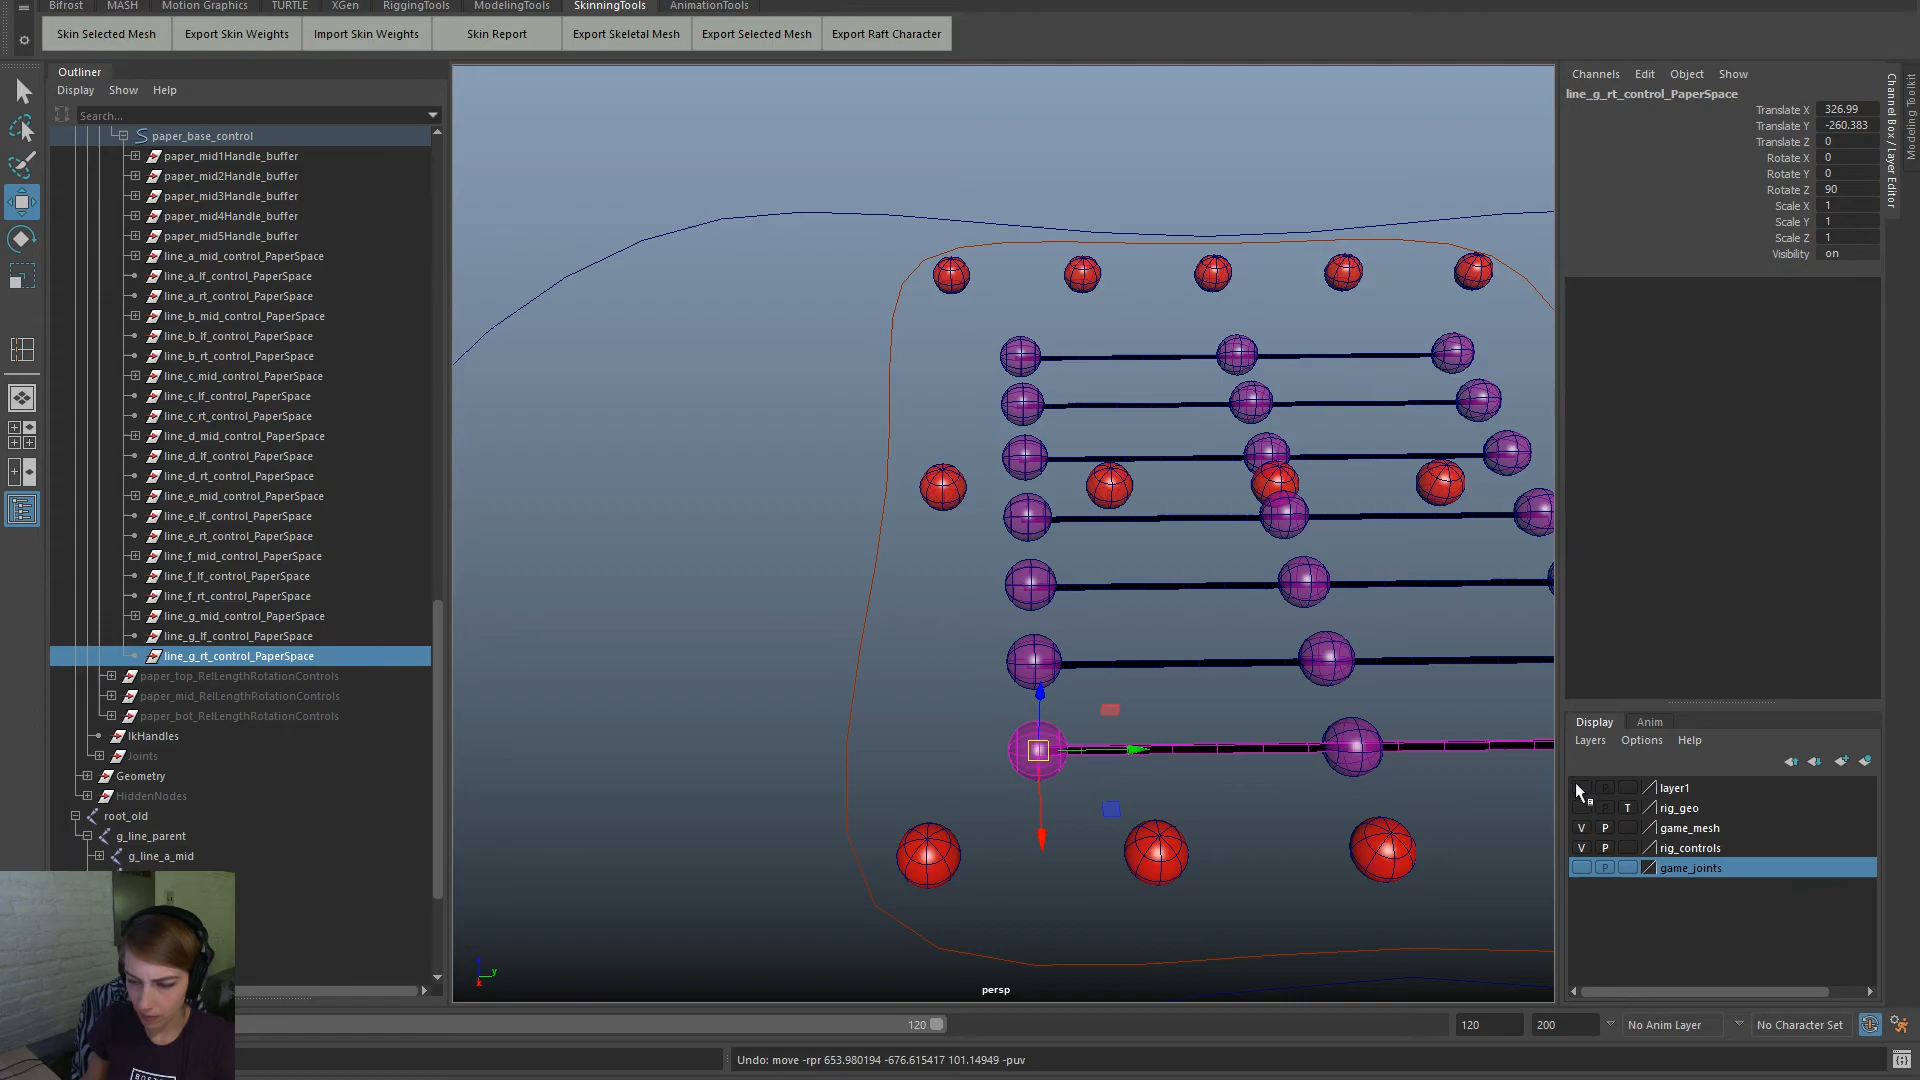 Bifrost MASH Motion Graphics TURTLE XGen RiggingTools ModelingTools SkinningTools AnimationTools
Skin Selected Mesh Export Skin Weights Import Skin Weights Skin Report Export Skeletal Mesh Export Selected Mesh Export Raft Character
Outliner
Display Show Help
Search...
paper_base_control
paper_mid1Handle_buffer
paper_mid2Handle_buffer
paper_mid3Handle_buffer
paper_mid4Handle_buffer
paper_mid5Handle_buffer
line_a_mid_control_PaperSpace
line_a_lf_control_PaperSpace
line_a_rt_control_PaperSpace
line_b_mid_control_PaperSpace
line_b_lf_control_PaperSpace
line_b_rt_control_PaperSpace
line_c_mid_control_PaperSpace
line_c_lf_control_PaperSpace
line_c_rt_control_PaperSpace
line_d_mid_control_PaperSpace
line_d_lf_control_PaperSpace
line_d_rt_control_PaperSpace
line_e_mid_control_PaperSpace
line_e_lf_control_PaperSpace
line_e_rt_control_PaperSpace
line_f_mid_control_PaperSpace
line_f_lf_control_PaperSpace
line_f_rt_control_PaperSpace
line_g_mid_control_PaperSpace
line_g_lf_control_PaperSpace
line_g_rt_control_PaperSpace
paper_top_RelLengthRotationControls
paper_mid_RelLengthRotationControls
paper_bot_RelLengthRotationControls
IkHandles
Joints
Geometry
HiddenNodes
root_old
g_line_parent
g_line_a_mid
z
y
x
persp
Channels Edit Object Show
line_g_rt_control_PaperSpace
Translate X 326.99
Translate Y -260.383
Translate Z 0
Rotate X 0
Rotate Y 0
Rotate Z 90
Scale X 1
Scale Y 1
Scale Z 1
Visibility on
Channel Box / Layer Editor
Modeling Toolkit
Display Anim
Layers Options Help
P layer1
P T rig_geo
V P game_mesh
V P rig_controls
P game_joints
120 120 200 No Anim Layer No Character Set
Undo: move -rpr 653.980194 -676.615417 101.14949 -puv